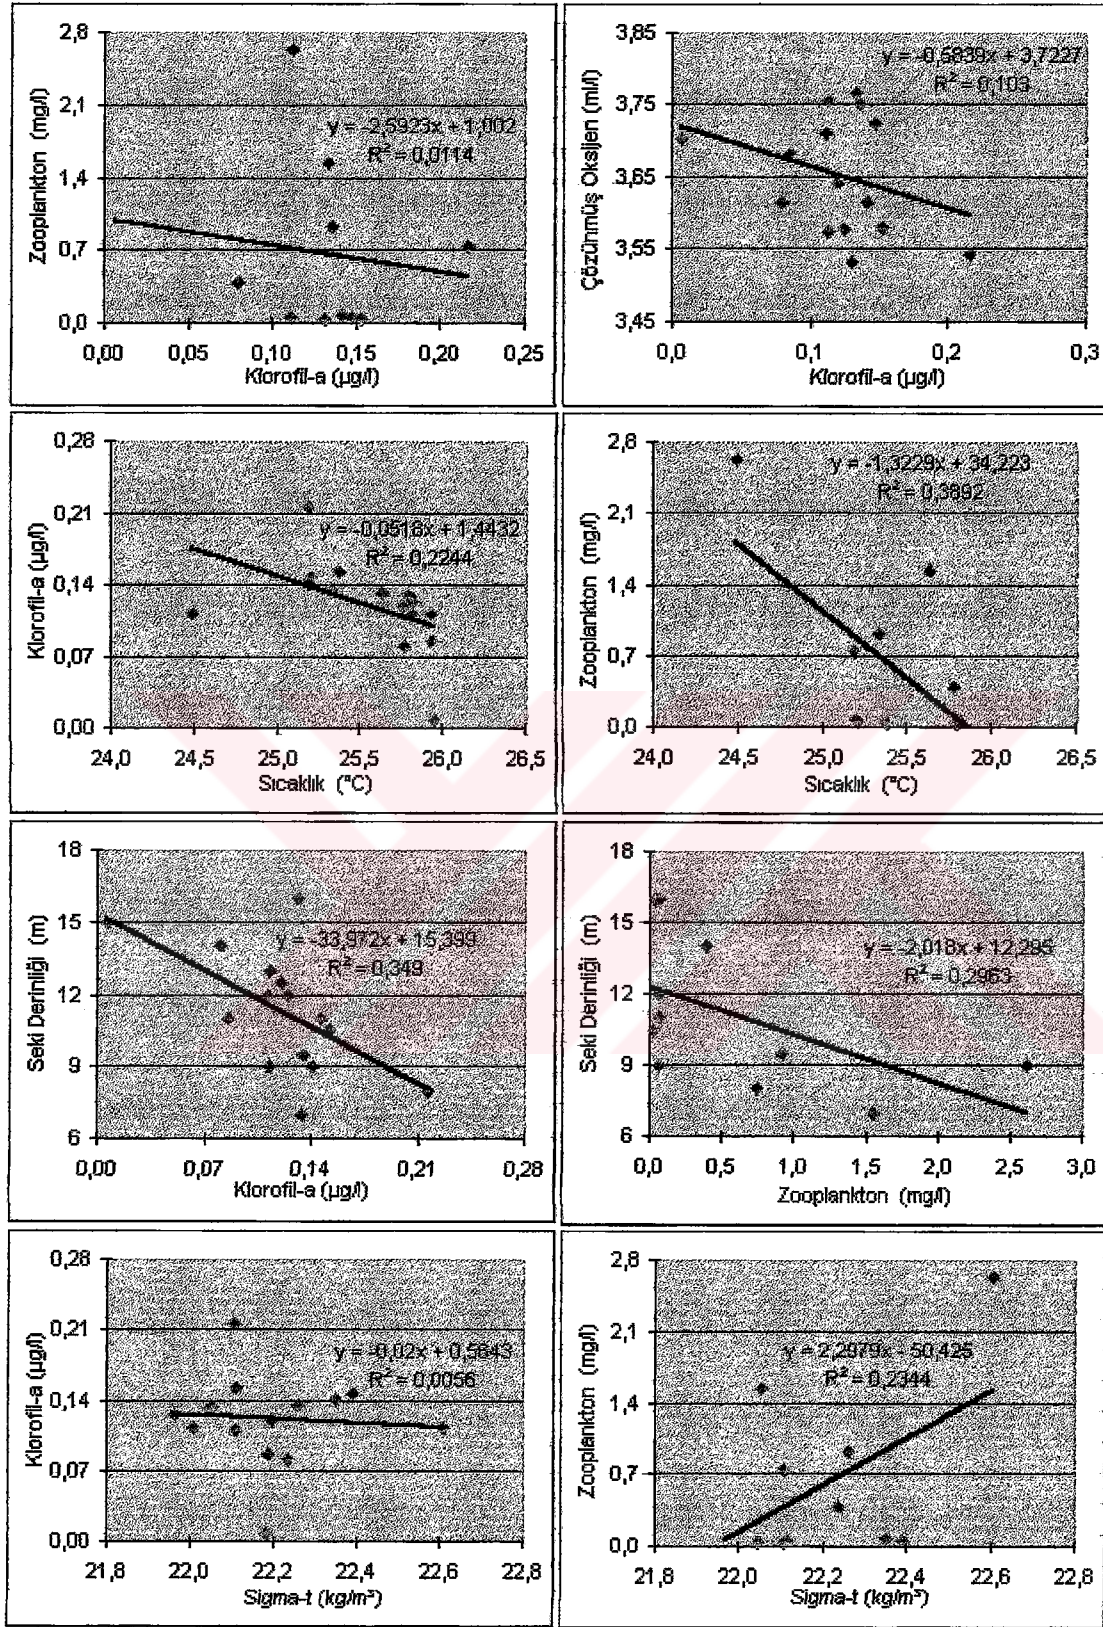 2,8
2,1
1,4
0,7
0,0
Zooplankton (mg/l)
y = -2,5923x + 1,002
R² = 0,0114
0,00 0,05 0,10 0,15 0,20 0,25
Klorofil-a (µg/l)
3,85
3,75
3,65
3,55
3,45
Çözünmüş Oksijen (ml/l)
y = -0,5839x + 3,7227
R² = 0,103
0,0 0,1 0,2 0,3
Klorofil-a (µg/l)
0,28
0,21
0,14
0,07
0,00
Klorofil-a (µg/l)
y = -0,0518x + 1,4432
R² = 0,2244
24,0 24,5 25,0 25,5 26,0 26,5
Sıcaklık (°C)
2,8
2,1
1,4
0,7
0,0
Zooplankton (mg/l)
y = -1,3229x + 34,223
R² = 0,3892
24,0 24,5 25,0 25,5 26,0 26,5
Sıcaklık (°C)
18
15
12
9
6
Seki Derinliği (m)
y = -33,972x + 15,399
R² = 0,349
0,00 0,07 0,14 0,21 0,28
Klorofil-a (µg/l)
18
15
12
9
6
Seki Derinliği (m)
y = -2,018x + 12,295
R² = 0,2963
0,0 0,5 1,0 1,5 2,0 2,5 3,0
Zooplankton (mg/l)
0,28
0,21
0,14
0,07
0,00
Klorofil-a (µg/l)
y = -0,02x + 0,5643
R² = 0,0056
21,8 22,0 22,2 22,4 22,6 22,8
Sigma-t (kg/m³)
2,8
2,1
1,4
0,7
0,0
Zooplankton (mg/l)
y = 2,2979x - 50,425
R² = 0,2344
21,8 22,0 22,2 22,4 22,6 22,8
Sigma-t (kg/m³)